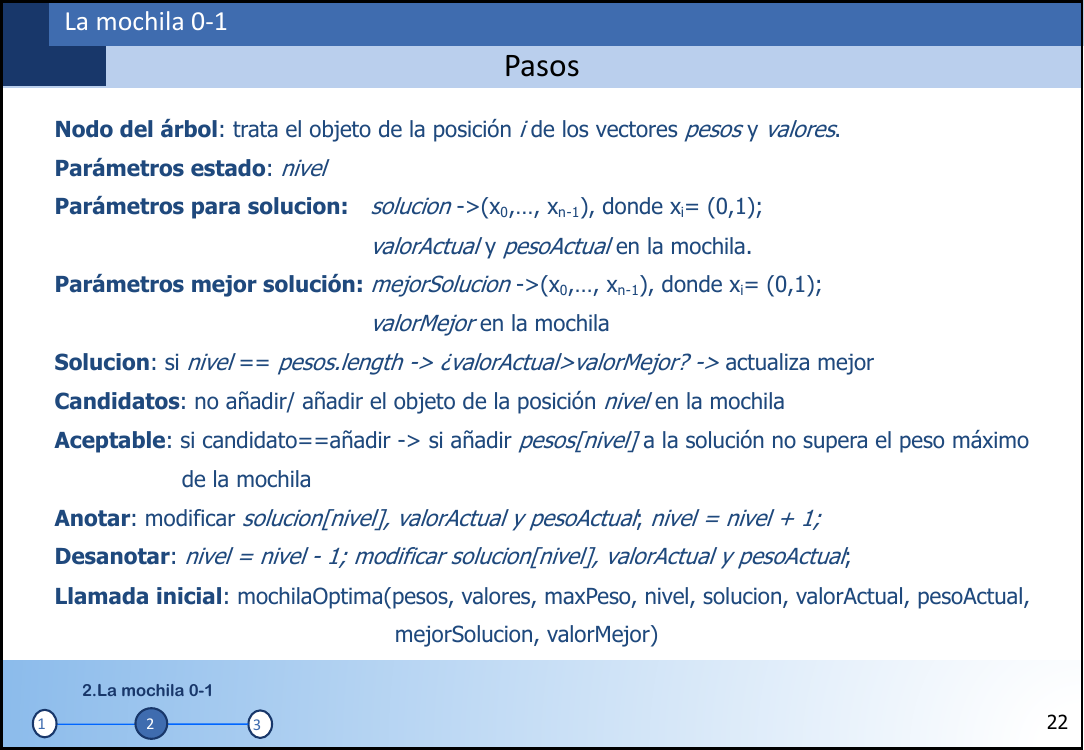 La mochila 0-1
Pasos
Nodo del árbol: trata el objeto de la posición i de los vectores pesos y valores.
Parámetros estado: nivel
Parámetros para solucion: solucion ->(x₀,…, xₙ₋₁), donde xᵢ= (0,1);
valorActual y pesoActual en la mochila.
Parámetros mejor solución: mejorSolucion ->(x₀,…, xₙ₋₁), donde xᵢ= (0,1);
valorMejor en la mochila
Solucion: si nivel == pesos.length -> ¿valorActual>valorMejor? -> actualiza mejor
Candidatos: no añadir/ añadir el objeto de la posición nivel en la mochila
Aceptable: si candidato==añadir -> si añadir pesos[nivel] a la solución no supera el peso máximo
de la mochila
Anotar: modificar solucion[nivel], valorActual y pesoActual; nivel = nivel + 1;
Desanotar: nivel = nivel - 1; modificar solucion[nivel], valorActual y pesoActual;
Llamada inicial: mochilaOptima(pesos, valores, maxPeso, nivel, solucion, valorActual, pesoActual,
mejorSolucion, valorMejor)
2.La mochila 0-1
1 2 3
22